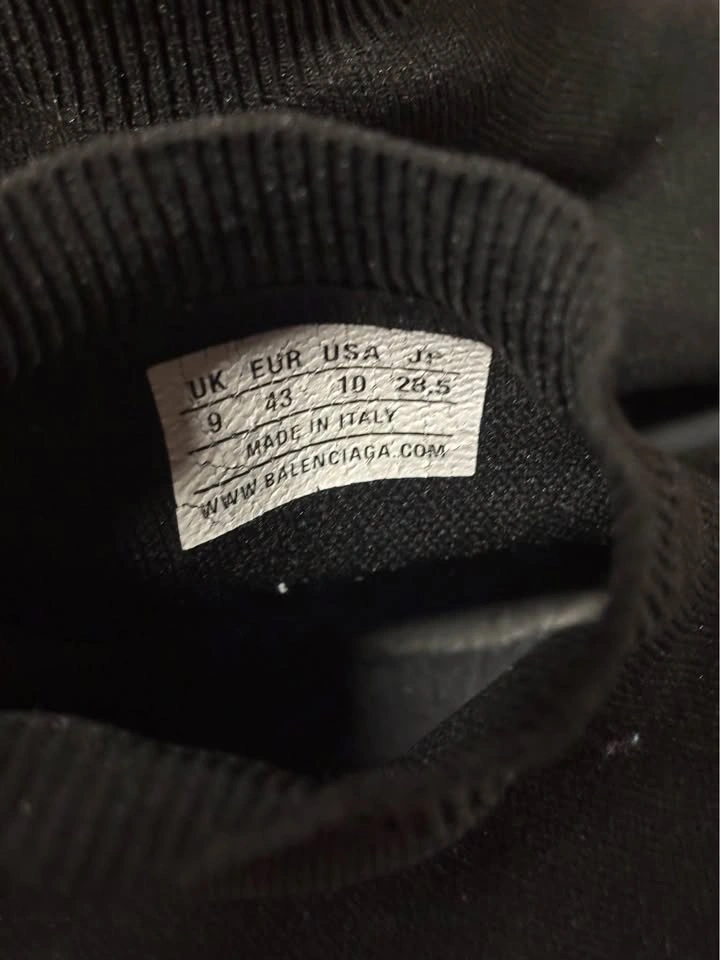 UK EUR USA JP
9 43 10 28.5
MADE IN ITALY
WWW.BALENCIAGA.COM